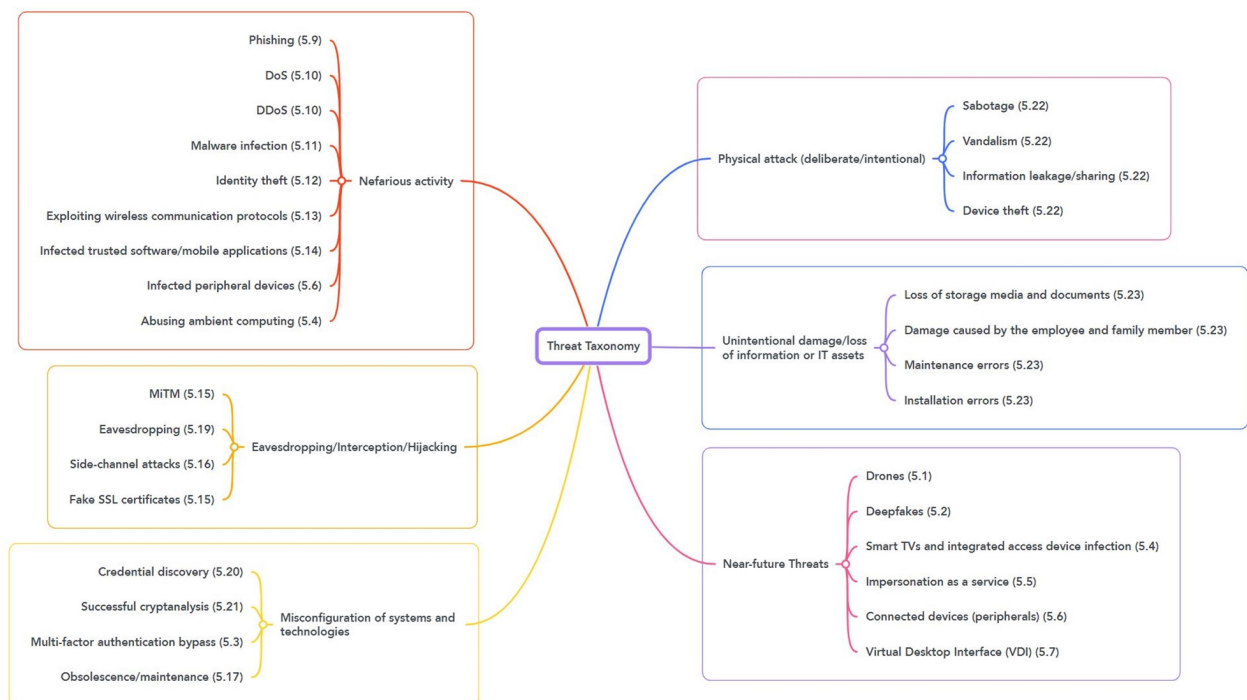 Phishing (5.9)
DoS (5.10)
DDoS (5.10)
Malware infection (5.11)
Identity theft (5.12)
Exploiting wireless communication protocols (5.13)
Infected trusted software/mobile applications (5.14)
Infected peripheral devices (5.6)
Abusing ambient computing (5.4)
Nefarious activity
MiTM (5.15)
Eavesdropping (5.19)
Side-channel attacks (5.16)
Fake SSL certificates (5.15)
Eavesdropping/Interception/Hijacking
Credential discovery (5.20)
Successful cryptanalysis (5.21)
Multi-factor authentication bypass (5.3)
Obsolescence/maintenance (5.17)
Misconfiguration of systems and
technologies
Threat Taxonomy
Physical attack (deliberate/intentional)
Sabotage (5.22)
Vandalism (5.22)
Information leakage/sharing (5.22)
Device theft (5.22)
Unintentional damage/loss
of information or IT assets
Loss of storage media and documents (5.23)
Damage caused by the employee and family member (5.23)
Maintenance errors (5.23)
Installation errors (5.23)
Near-future Threats
Drones (5.1)
Deepfakes (5.2)
Smart TVs and integrated access device infection (5.4)
Impersonation as a service (5.5)
Connected devices (peripherals) (5.6)
Virtual Desktop Interface (VDI) (5.7)